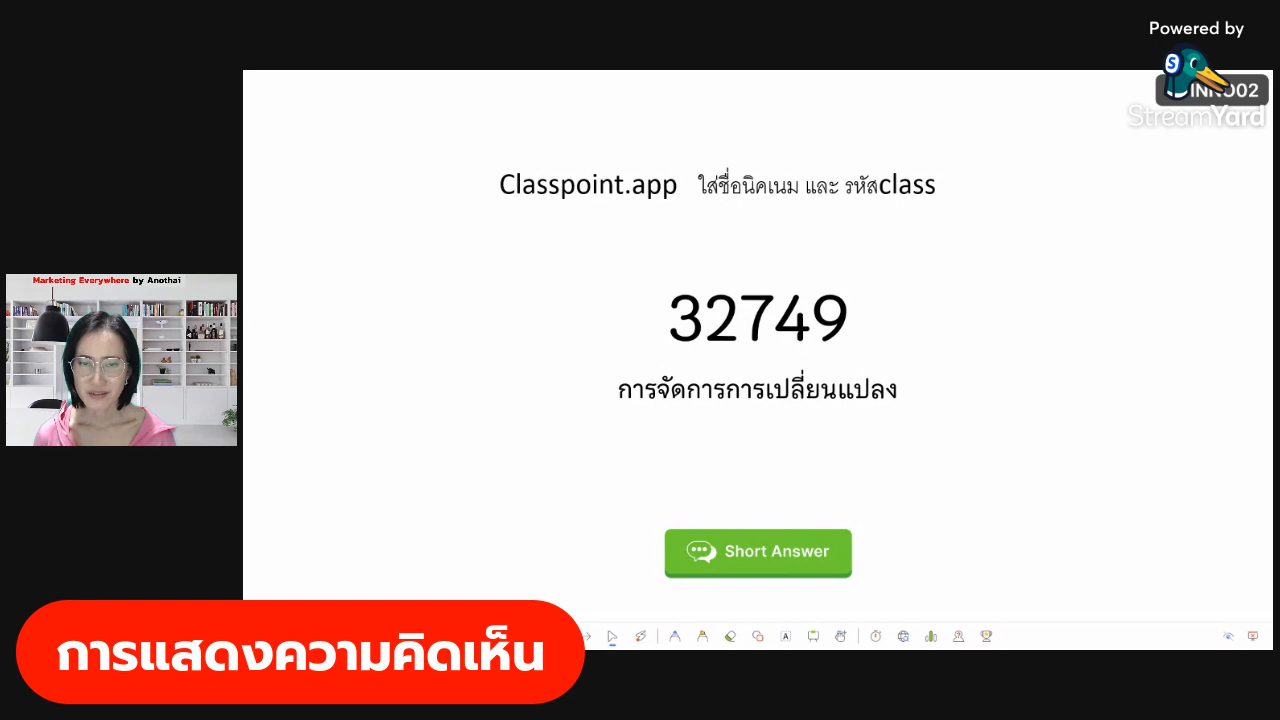 Powered by
INNO02
StreamYard
Classpoint.app ใส่ชื่อนิคเนม และ รหัสclass
32749
การจัดการการเปลี่ยนแปลง
Marketing Everywhere by Anothai
Short Answer
การแสดงความคิดเห็น